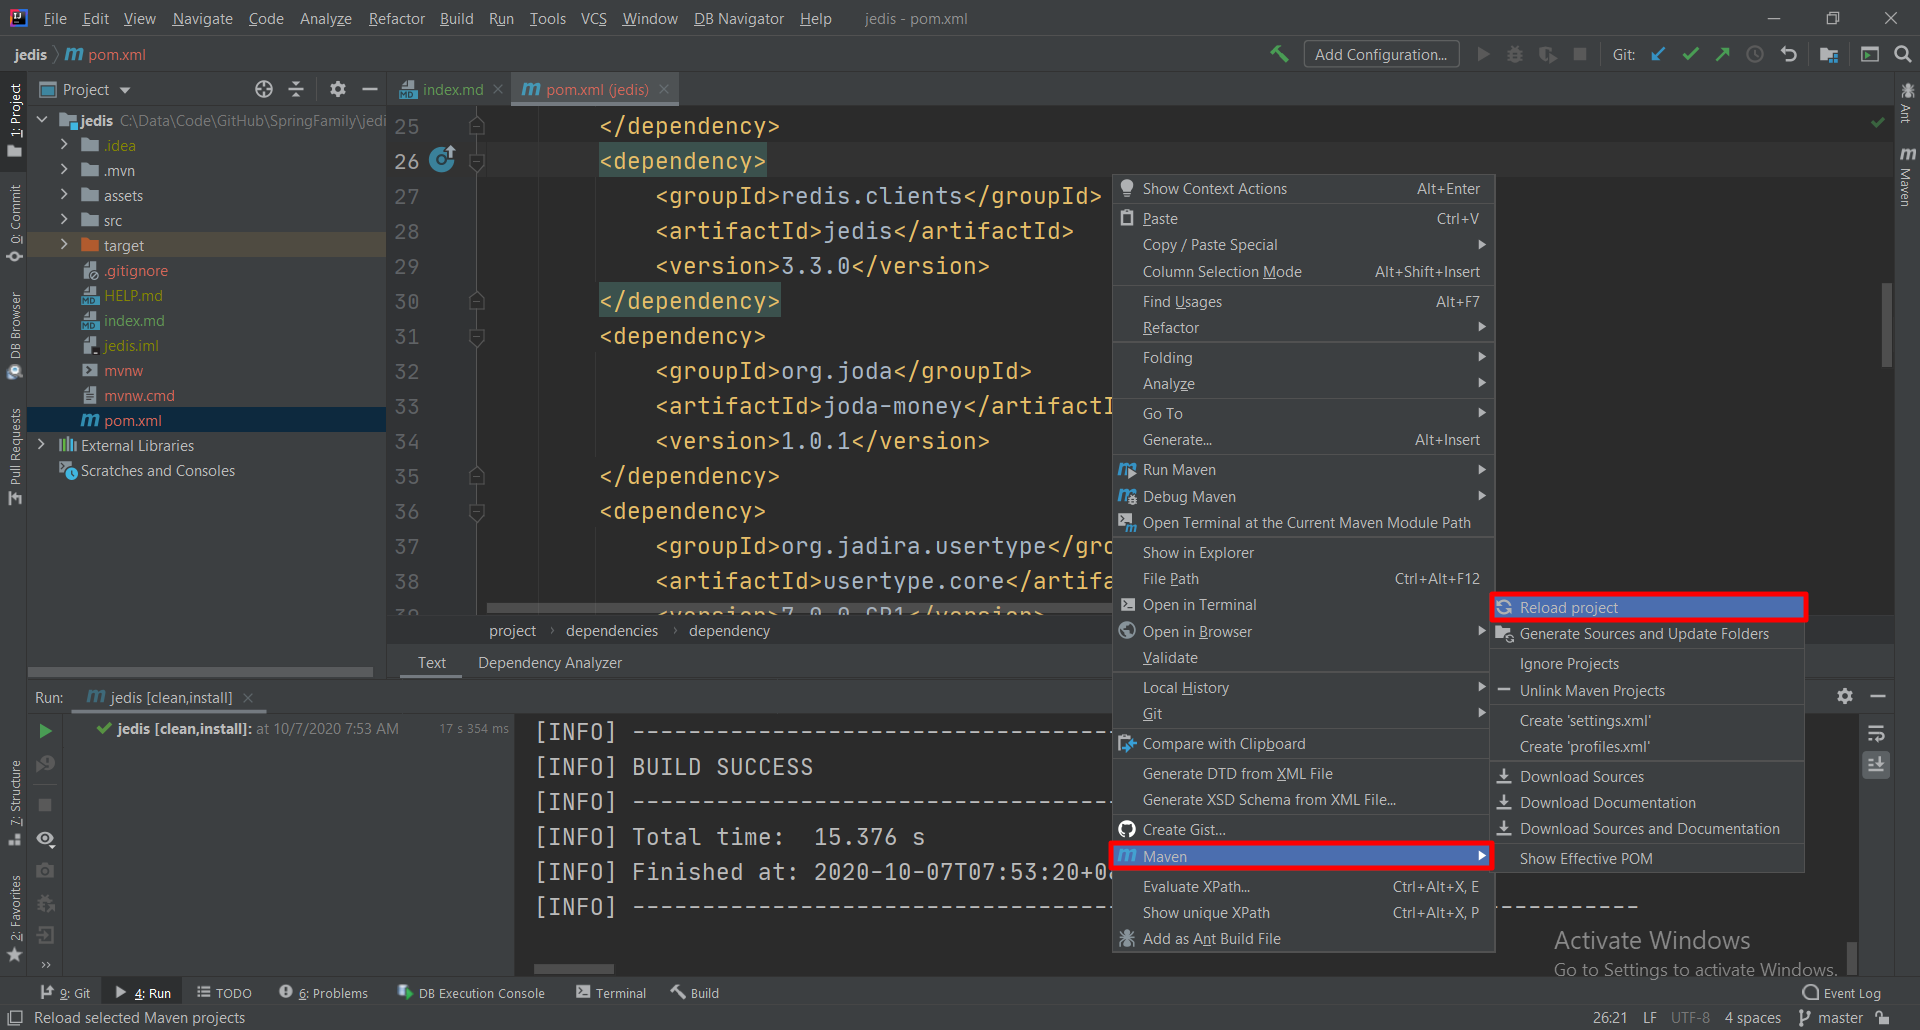 File Edit View Navigate Code Analyze Refactor Build Run Tools VCS Window DB Navigator Help jedis - pom.xml
jedis pom.xml Add Configuration... Git:
Project index.md pom.xml (jedis)
1: Project
0: Commit
DB Browser
Pull Requests
7: Structure
2: Favorites
jedis C:\Data\Code\GitHub\SpringFamily\jedi
.idea
.mvn
assets
src
target
.gitignore
HELP.md
index.md
jedis.iml
mvnw
mvnw.cmd
pom.xml
External Libraries
Scratches and Consoles
25 </dependency>
26 <dependency>
27 <groupId>redis.clients</groupId>
28 <artifactId>jedis</artifactId>
29 <version>3.3.0</version>
30 </dependency>
31 <dependency>
32 <groupId>org.joda</groupId>
33 <artifactId>joda-money</artifactI
34 <version>1.0.1</version>
35 </dependency>
36 <dependency>
37 <groupId>org.jadira.usertype</gro
38 <artifactId>usertype.core</artifa
project dependencies dependency
Text Dependency Analyzer
Show Context Actions Alt+Enter
Paste Ctrl+V
Copy / Paste Special
Column Selection Mode Alt+Shift+Insert
Find Usages Alt+F7
Refactor
Folding
Analyze
Go To
Generate... Alt+Insert
Run Maven
Debug Maven
Open Terminal at the Current Maven Module Path
Show in Explorer
File Path Ctrl+Alt+F12
Open in Terminal
Open in Browser
Validate
Local History
Git
Compare with Clipboard
Generate DTD from XML File
Generate XSD Schema from XML File...
Create Gist...
Maven
Evaluate XPath... Ctrl+Alt+X, E
Show unique XPath Ctrl+Alt+X, P
Add as Ant Build File
Reload project
Generate Sources and Update Folders
Ignore Projects
Unlink Maven Projects
Create 'settings.xml'
Create 'profiles.xml'
Download Sources
Download Documentation
Download Sources and Documentation
Show Effective POM
Ant
Maven
Run: jedis [clean,install]
jedis [clean,install]: at 10/7/2020 7:53 AM 17 s 354 ms
[INFO] ----------------------------------
[INFO] BUILD SUCCESS
[INFO] ----------------------------------
[INFO] Total time: 15.376 s
[INFO] Finished at: 2020-10-07T07:53:20+0
[INFO] ----------------------------------
Activate Windows
Go to Settings to activate Windows.
9: Git 4: Run TODO 6: Problems DB Execution Console Terminal Build Event Log
Reload selected Maven projects 26:21 LF UTF-8 4 spaces master